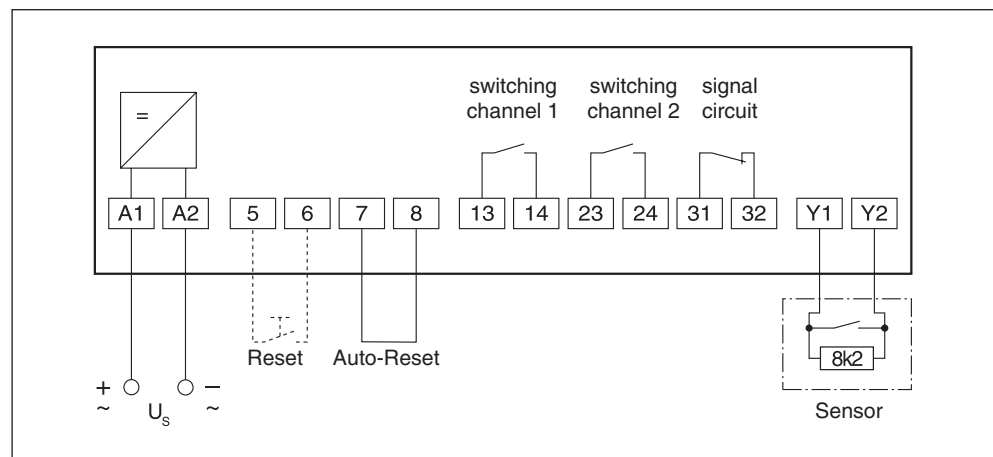 switching switching signal
channel 1 channel 2 circuit
=
A1 A2 5 6 7 8 13 14 23 24 31 32 Y1 Y2
Reset Auto-Reset
8k2
+ −
~ US ~
Sensor